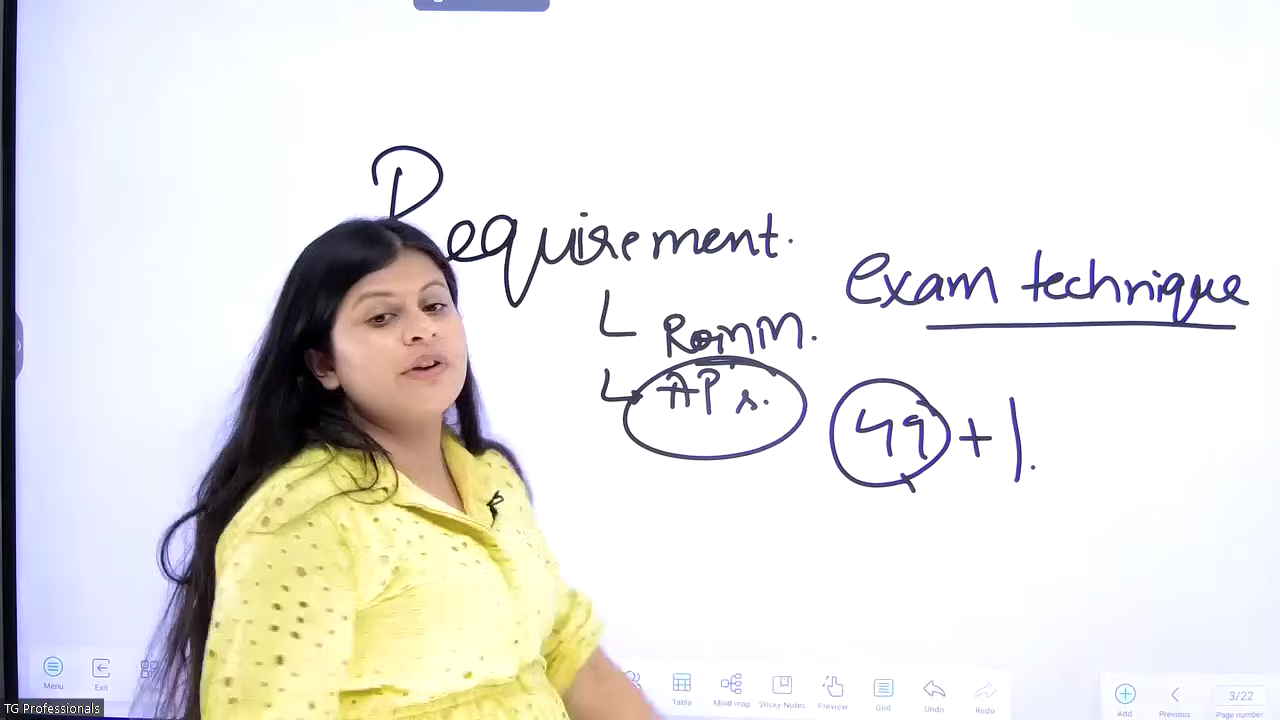 Requirement.
exam technique
ROMM.
AP s.
49 + 1.
Menu
Exit
Table
Mind map
Sticky-Notes
Preview
Grid
Undo
Redo
Add
Previous
3/22
Page number
TG Professionals